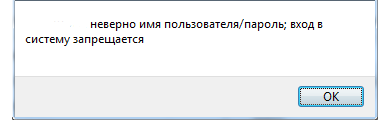 неверно имя пользователя/пароль; вход в
систему запрещается
OK